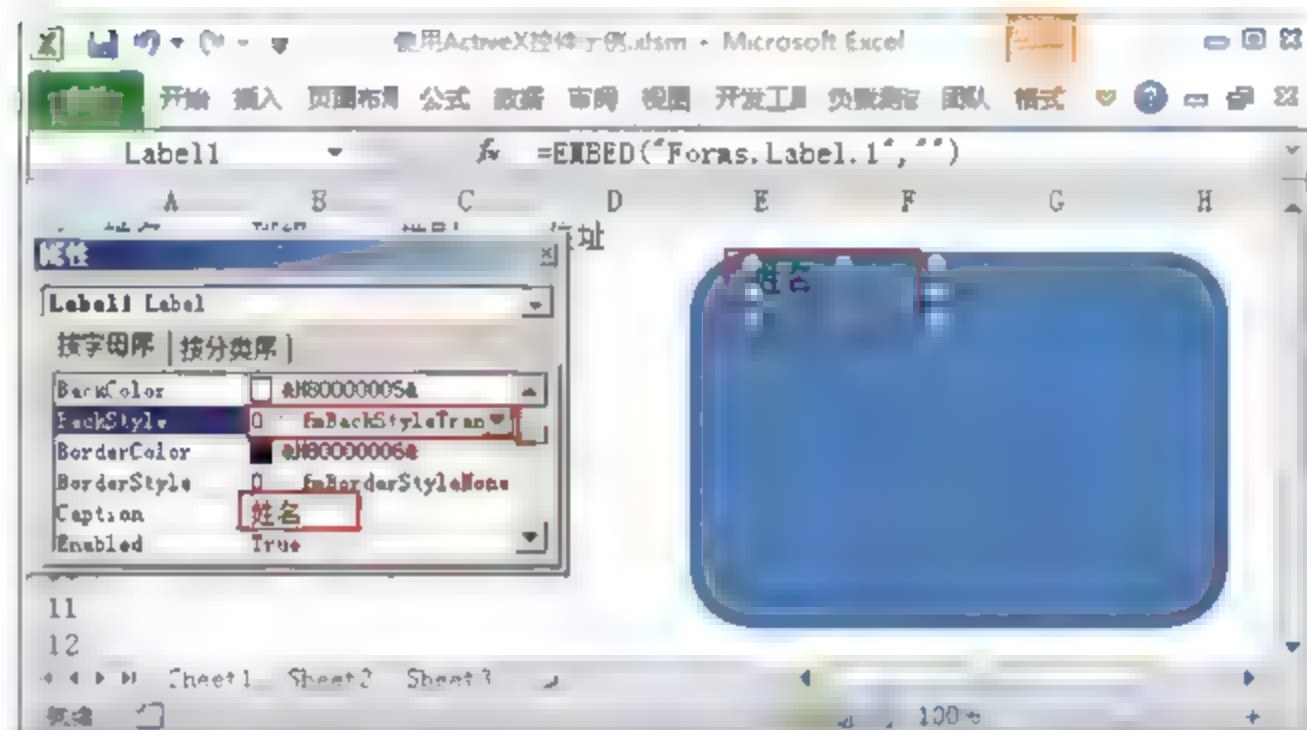 使用ActiveX控件示例.xlsm - Microsoft Excel
开始 插入 页面布局 公式 数据 审阅 视图 开发工具 负载测试 团队 格式
Label1 fx =EMBED("Forms.Label.1","")
A B C D E F G H
属性
Label1 Label
按字母序 按分类序
姓名
BackColor &H80000005&
BackStyle 0 - fmBackStyleTran
BorderColor &H80000006&
BorderStyle 0 - fmBorderStyleNone
Caption 姓名
Enabled True
11
12
Sheet1 Sheet2 Sheet3
就绪 100%